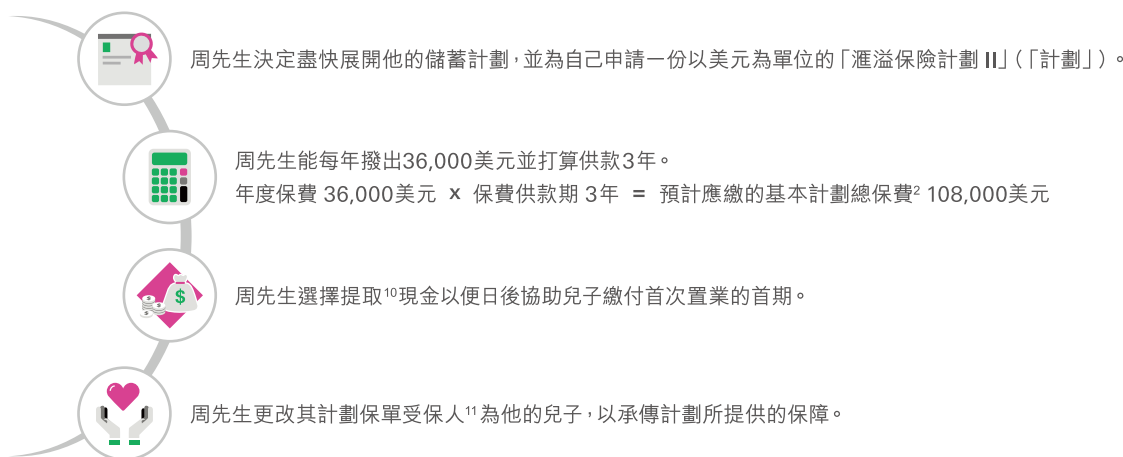 周先生決定盡快展開他的儲蓄計劃，並為自己申請一份以美元為單位的「滙溢保險計劃 II」（「計劃」）。
周先生能每年撥出36,000美元並打算供款3年。
年度保費 36,000美元 x 保費供款期 3年 = 預計應繳的基本計劃總保費² 108,000美元
周先生選擇提取¹⁰現金以便日後協助兒子繳付首次置業的首期。
周先生更改其計劃保單受保人¹¹為他的兒子，以承傳計劃所提供的保障。